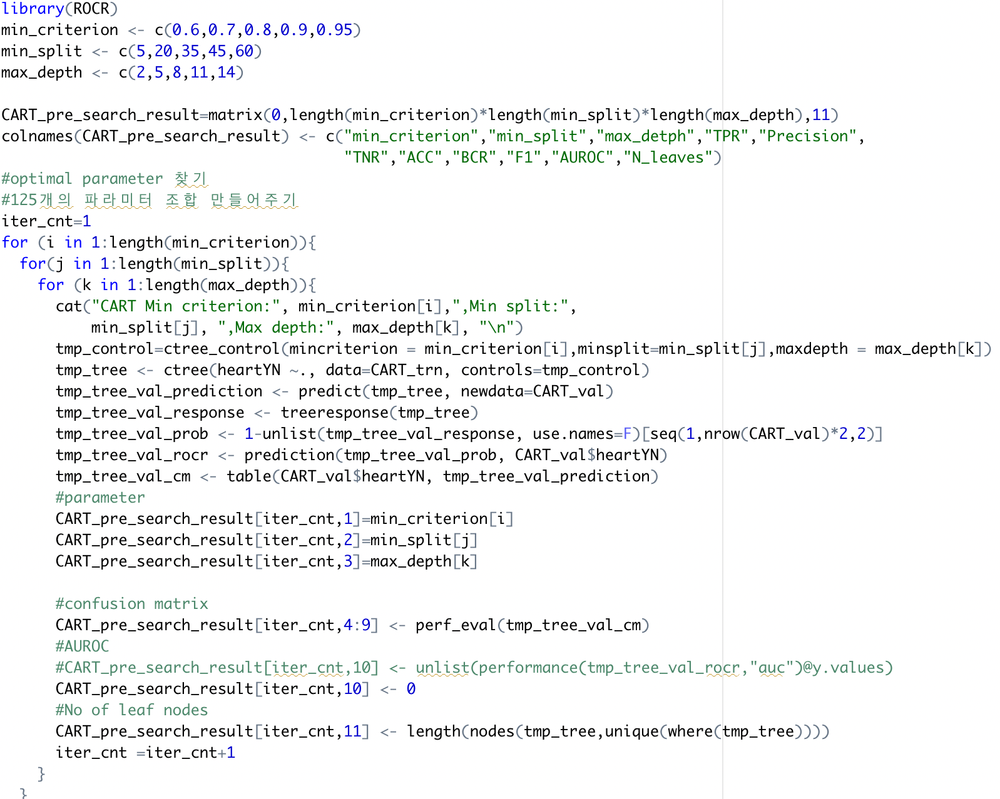 library(ROCR)
min_criterion <- c(0.6,0.7,0.8,0.9,0.95)
min_split <- c(5,20,35,45,60)
max_depth <- c(2,5,8,11,14)

CART_pre_search_result=matrix(0,length(min_criterion)*length(min_split)*length(max_depth),11)
colnames(CART_pre_search_result) <- c("min_criterion","min_split","max_detph","TPR","Precision",
                                      "TNR","ACC","BCR","F1","AUROC","N_leaves")
#optimal parameter 찾기
#125개의 파라미터 조합 만들어주기
iter_cnt=1
for (i in 1:length(min_criterion)){
  for(j in 1:length(min_split)){
    for (k in 1:length(max_depth)){
      cat("CART Min criterion:", min_criterion[i],",Min split:",
          min_split[j], ",Max depth:", max_depth[k], "\n")
      tmp_control=ctree_control(mincriterion = min_criterion[i],minsplit=min_split[j],maxdepth = max_depth[k])
      tmp_tree <- ctree(heartYN ~., data=CART_trn, controls=tmp_control)
      tmp_tree_val_prediction <- predict(tmp_tree, newdata=CART_val)
      tmp_tree_val_response <- treeresponse(tmp_tree)
      tmp_tree_val_prob <- 1-unlist(tmp_tree_val_response, use.names=F)[seq(1,nrow(CART_val)*2,2)]
      tmp_tree_val_rocr <- prediction(tmp_tree_val_prob, CART_val$heartYN)
      tmp_tree_val_cm <- table(CART_val$heartYN, tmp_tree_val_prediction)
      #parameter
      CART_pre_search_result[iter_cnt,1]=min_criterion[i]
      CART_pre_search_result[iter_cnt,2]=min_split[j]
      CART_pre_search_result[iter_cnt,3]=max_depth[k]

      #confusion matrix
      CART_pre_search_result[iter_cnt,4:9] <- perf_eval(tmp_tree_val_cm)
      #AUROC
      #CART_pre_search_result[iter_cnt,10] <- unlist(performance(tmp_tree_val_rocr,"auc")@y.values)
      CART_pre_search_result[iter_cnt,10] <- 0
      #No of leaf nodes
      CART_pre_search_result[iter_cnt,11] <- length(nodes(tmp_tree,unique(where(tmp_tree))))
      iter_cnt =iter_cnt+1
    }
  }